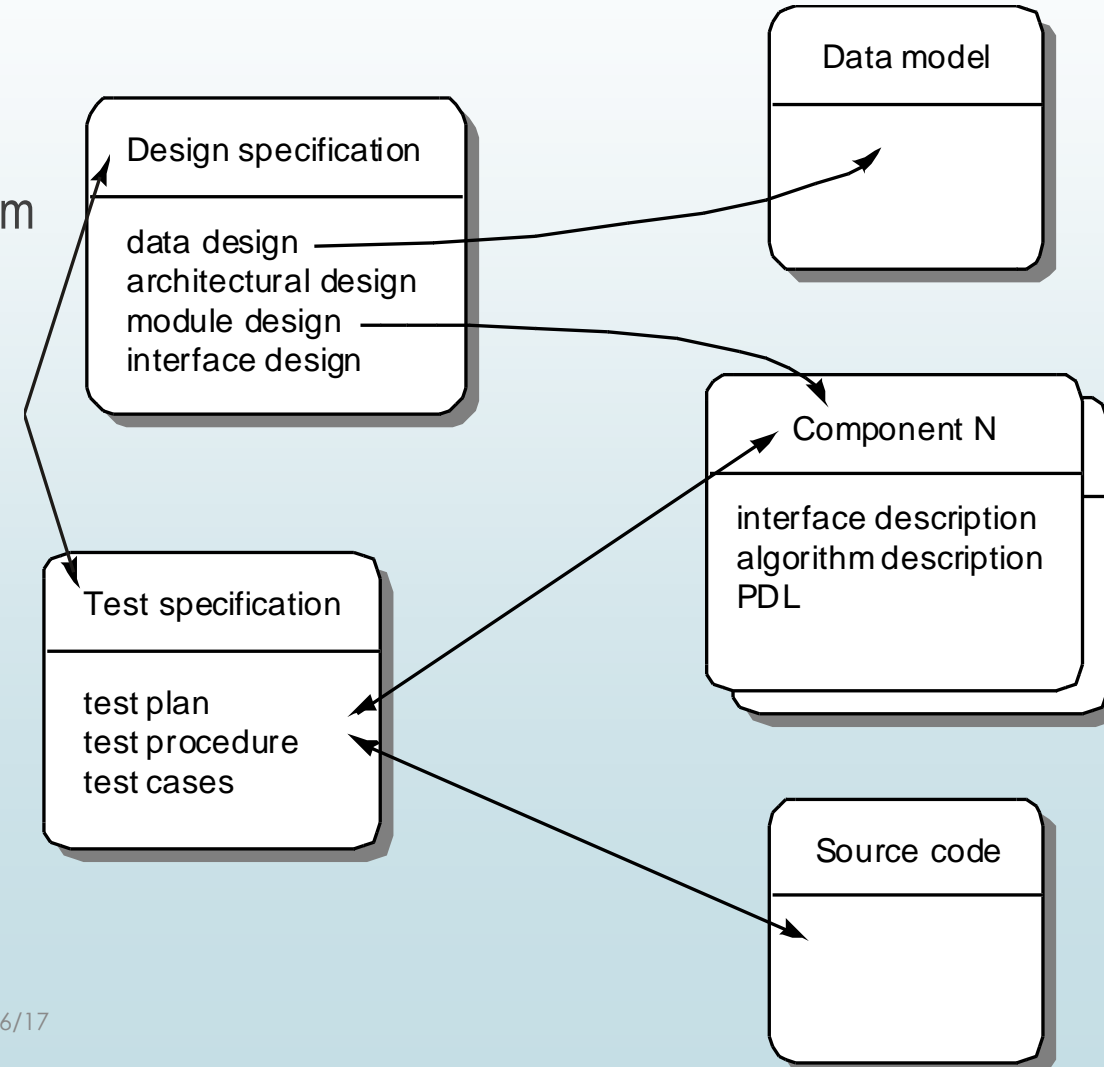 Data model
Design specification
m
data design
architectural design
module design
interface design
Component N
interface description
algorithm description
PDL
Test specification
test plan
test procedure
test cases
Source code
6/17